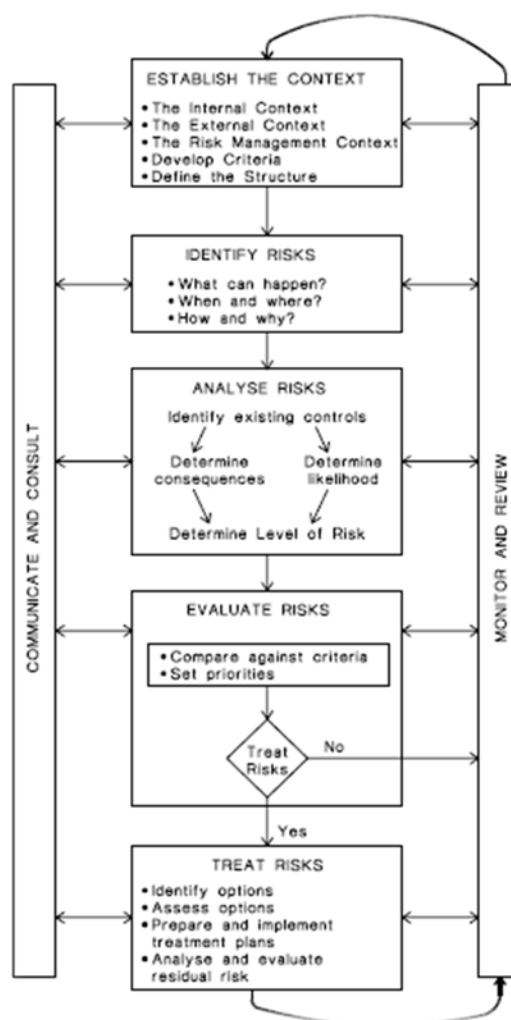 ESTABLISH THE CONTEXT
• The Internal Context
• The External Context
• The Risk Management Context
• Develop Criteria
• Define the Structure
IDENTIFY RISKS
• What can happen?
• When and where?
• How and why?
ANALYSE RISKS
Identify existing controls
Determine consequences
Determine likelihood
Determine Level of Risk
EVALUATE RISKS
• Compare against criteria
• Set priorities
Treat
Risks
No
Yes
TREAT RISKS
• Identify options
• Assess options
• Prepare and implement
treatment plans
• Analyse and evaluate
residual risk
COMMUNICATE AND CONSULT
MONITOR AND REVIEW